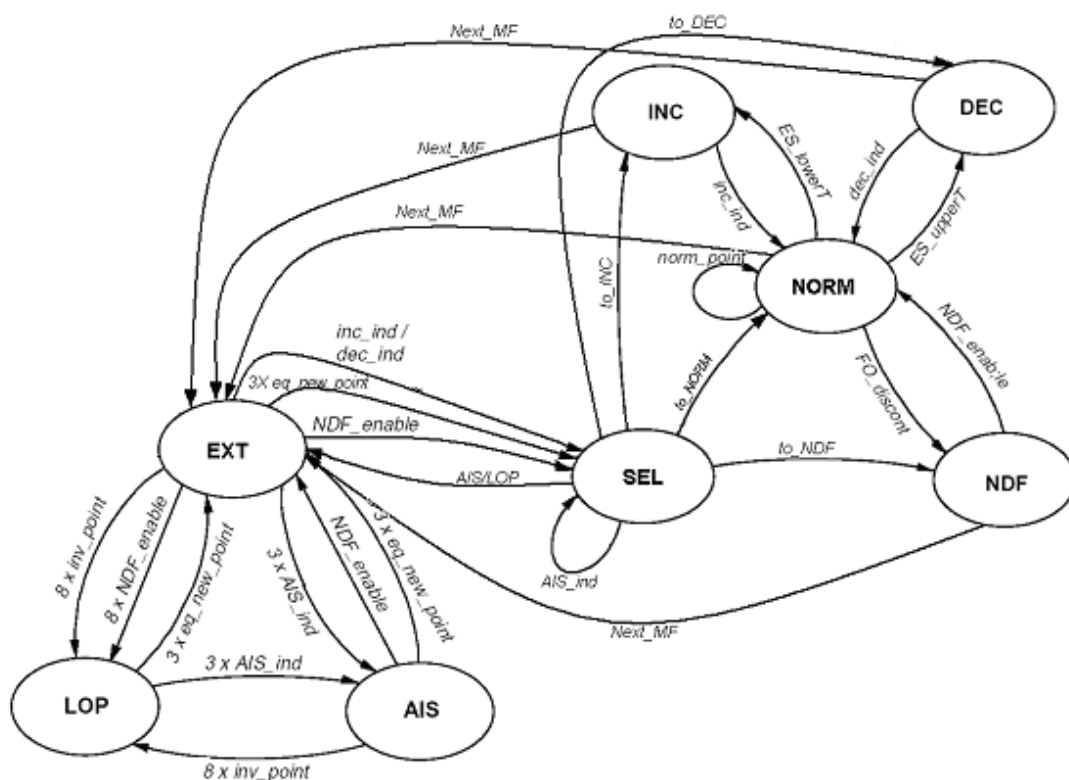 to_DEC
Next_MF
INC
DEC
Next_MF
ES_lowerT
dec_ind
inc_ind
ES_upperT
Next_MF
norm_point
to_INC
NORM
inc_ind /
dec_ind
NDF_enab;le
3X eq_new_point
to_NORM
FO_discont
EXT
NDF_enable
to_NDF
SEL
AIS/LOP
NDF
8 x inv_point
8 x NDF_enable
3 x eq_new_point
3 x AIS_ind
NDF_enable
3 x eq_new_point
AIS_ind
Next_MF
LOP
3 x AIS_ind
AIS
8 x inv_point